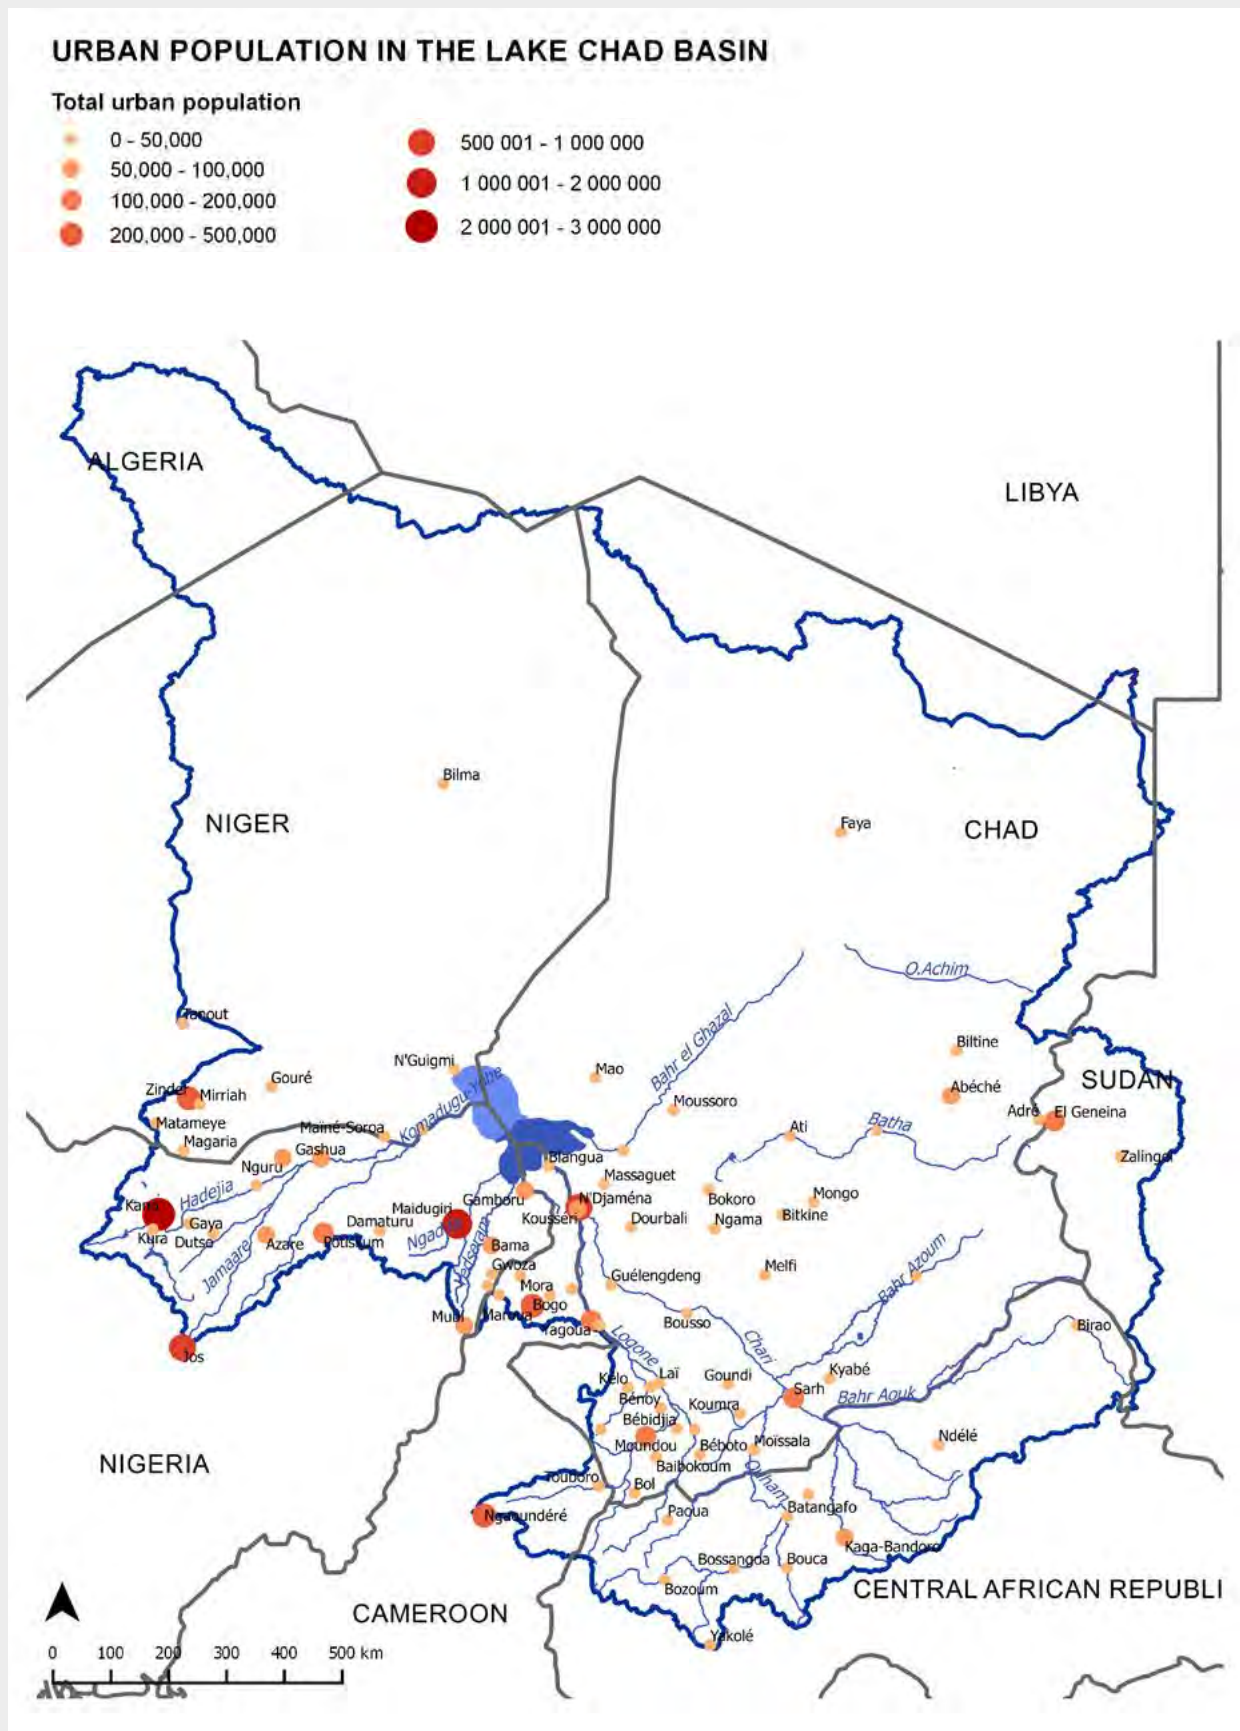 URBAN POPULATION IN THE LAKE CHAD BASIN
Total urban population
0 - 50,000
50,000 - 100,000
100,000 - 200,000
200,000 - 500,000
500 001 - 1 000 000
1 000 001 - 2 000 000
2 000 001 - 3 000 000
ALGERIA
LIBYA
Bilma
NIGER
Faya
CHAD
O.Achim
Tanout
Bahr el Ghazal
Biltine
N'Guigmi
Mao
Gouré
Komadugu-Yobe
SUDAN
Zinder
Mirriah
Abéché
Moussoro
Adré
El Geneina
Matameye
Maïné-Soroa
Ati
Batha
Magaria
Gashua
Blangua
Zalingei
Nguru
Massaguet
Hadejia
Kano
Maidugiri
Gamboru
N'Djaména
Bokoro
Mongo
Gaya
Damaturu
Kousséri
Dourbali
Ngama
Bitkine
Kura
Dutse
Azare
Potiskum
Ngadda
Bama
Yedseram
Jamaare
Gwoza
Melfi
Bahr Azoum
Mora
Guélengdeng
Mubi
Maroua
Bogo
Bousso
Yagoua
Birao
Logone
Chari
Jos
Kélo
Laï
Goundi
Kyabé
Bénoy
Koumra
Sarh
Bahr Aouk
Bébidjia
Moundou
Béboto
Moïssala
Ndélé
NIGERIA
Baibokoum
Touboro
Bol
Ouham
Ngaoundéré
Paoua
Batangafo
Kaga-Bandoro
Bossangoa
Bouca
Bozoum
CENTRAL AFRICAN REPUBLI
CAMEROON
Yakolé
0 100 200 300 400 500 km